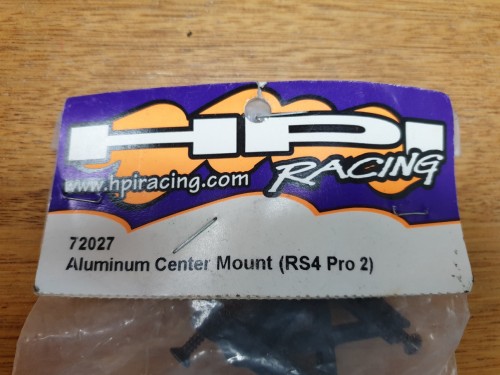 HPI
www.hpiracing.com RACING
72027
Aluminum Center Mount (RS4 Pro 2)